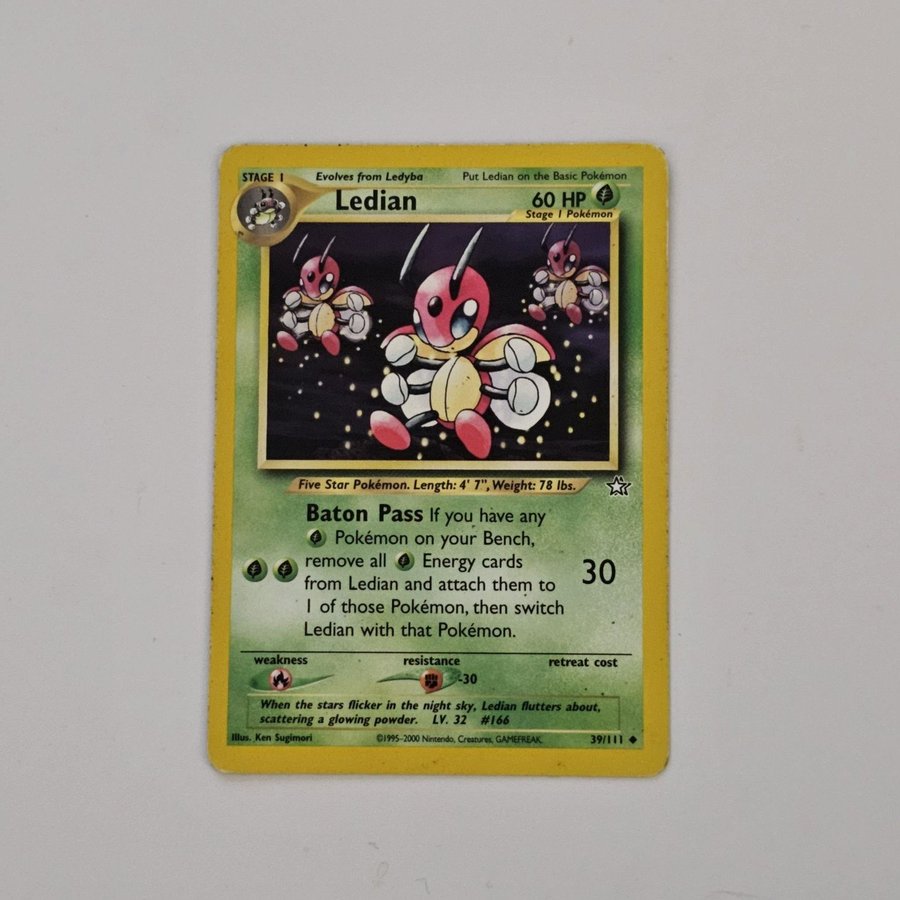 STAGE 1 Evolves from Ledyba Put Ledian on the Basic Pokémon
Ledian 60 HP
Stage 1 Pokémon
Five Star Pokémon. Length: 4' 7", Weight: 78 lbs.
Baton Pass If you have any
Pokémon on your Bench,
remove all Energy cards
from Ledian and attach them to
1 of those Pokémon, then switch
Ledian with that Pokémon.
30
weakness resistance retreat cost
-30
When the stars flicker in the night sky, Ledian flutters about,
scattering a glowing powder. LV. 32 #166
Illus. Ken Sugimori ©1995-2000 Nintendo, Creatures, GAMEFREAK. 39/111